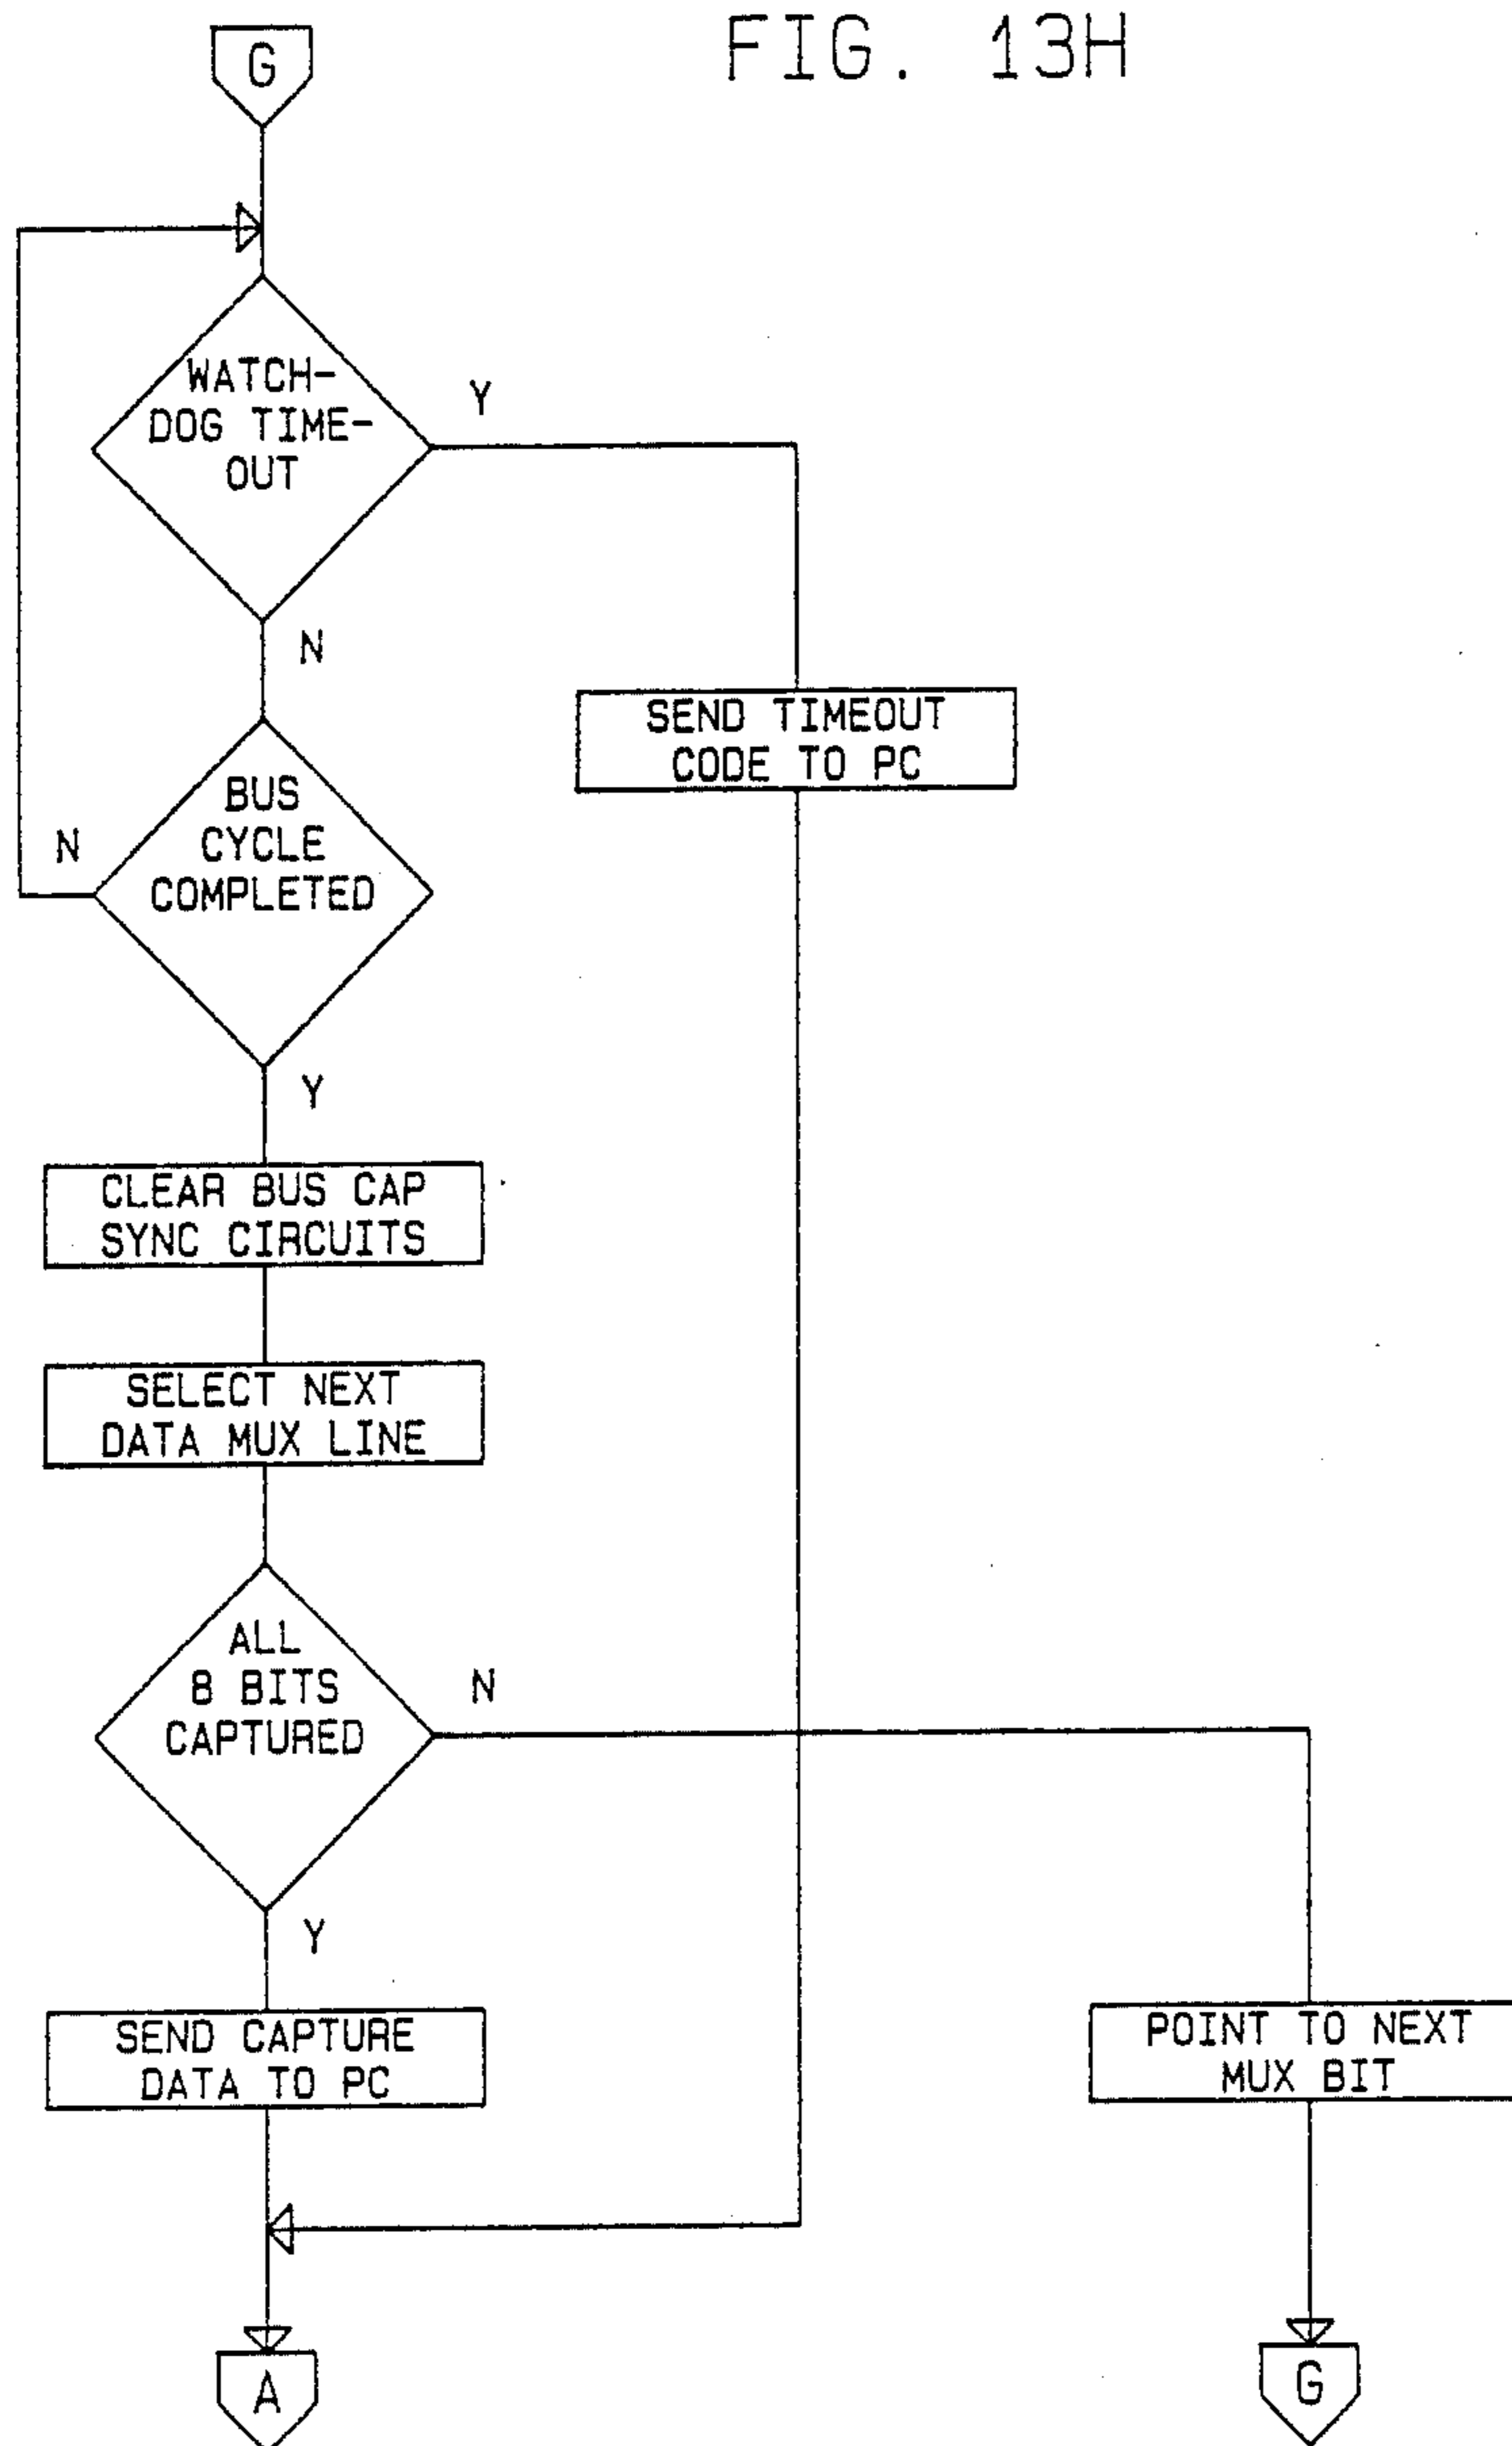 FIG. 13H
G
WATCH-
DOG TIME-
OUT
Y
N
SEND TIMEOUT
CODE TO PC
BUS
CYCLE
COMPLETED
N
Y
CLEAR BUS CAP
SYNC CIRCUITS
SELECT NEXT
DATA MUX LINE
ALL
8 BITS
CAPTURED
N
Y
SEND CAPTURE
DATA TO PC
POINT TO NEXT
MUX BIT
A
G